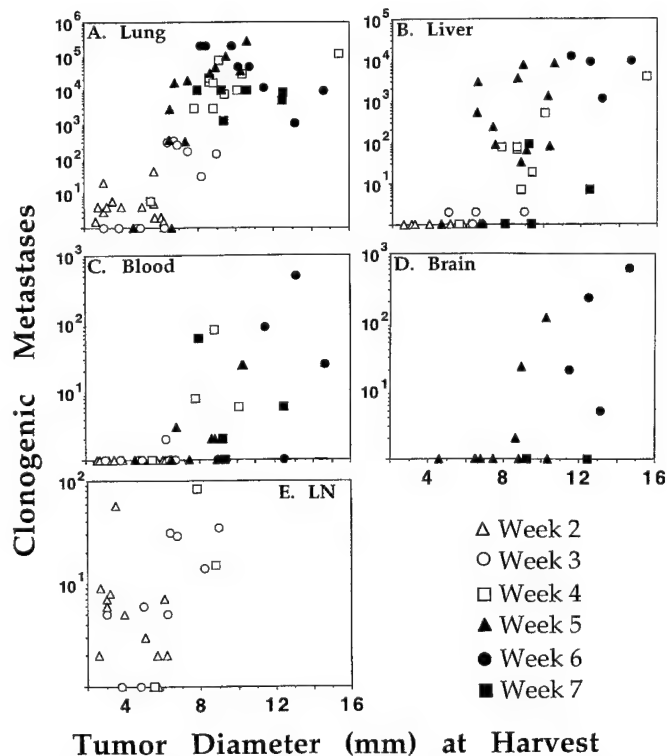 A. Lung
10^6
10^5
10^4
10^3
10^2
10^1
B. Liver
10^5
10^4
10^3
10^2
10^1
C. Blood
10^3
10^2
10^1
D. Brain
10^3
10^2
10^1
4
8
12
16
E. LN
10^2
10^1
4
8
12
16
Clonogenic Metastases
△ Week 2
○ Week 3
□ Week 4
▲ Week 5
● Week 6
■ Week 7
Tumor Diameter (mm) at Harvest